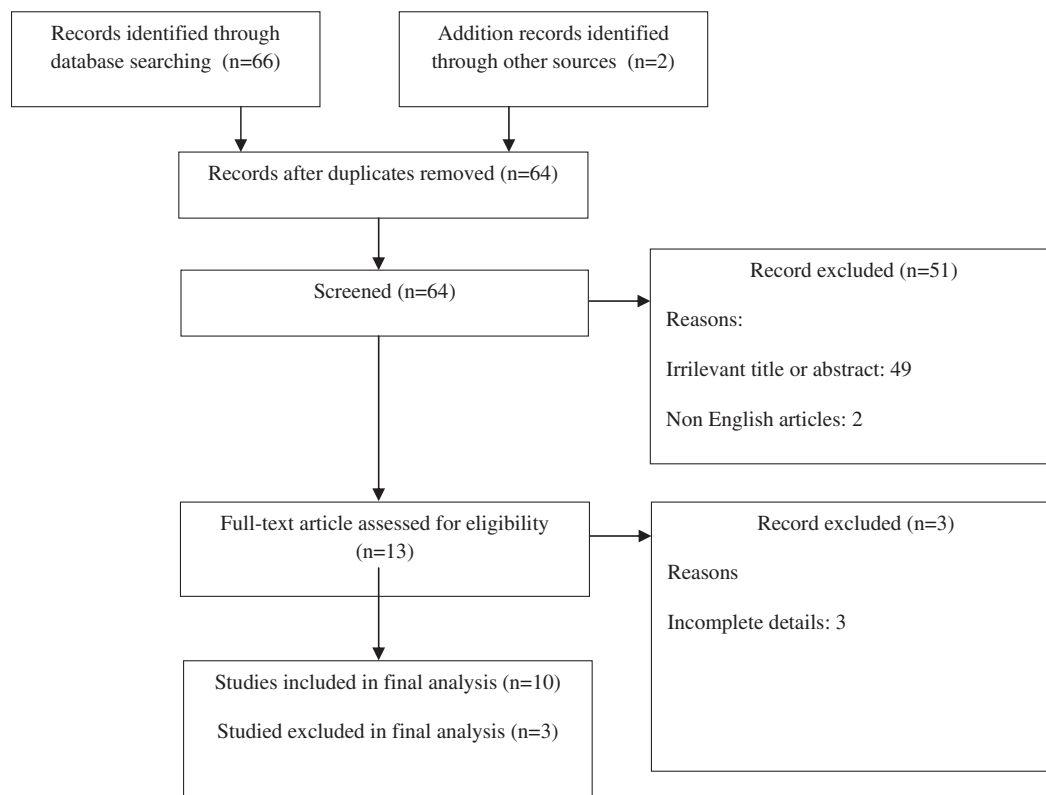 Records identified through
database searching (n=66)
Addition records identified
through other sources (n=2)
Records after duplicates removed (n=64)
Screened (n=64)
Record excluded (n=51)
Reasons:
Irrilevant title or abstract: 49
Non English articles: 2
Full-text article assessed for eligibility
(n=13)
Record excluded (n=3)
Reasons
Incomplete details: 3
Studies included in final analysis (n=10)
Studied excluded in final analysis (n=3)